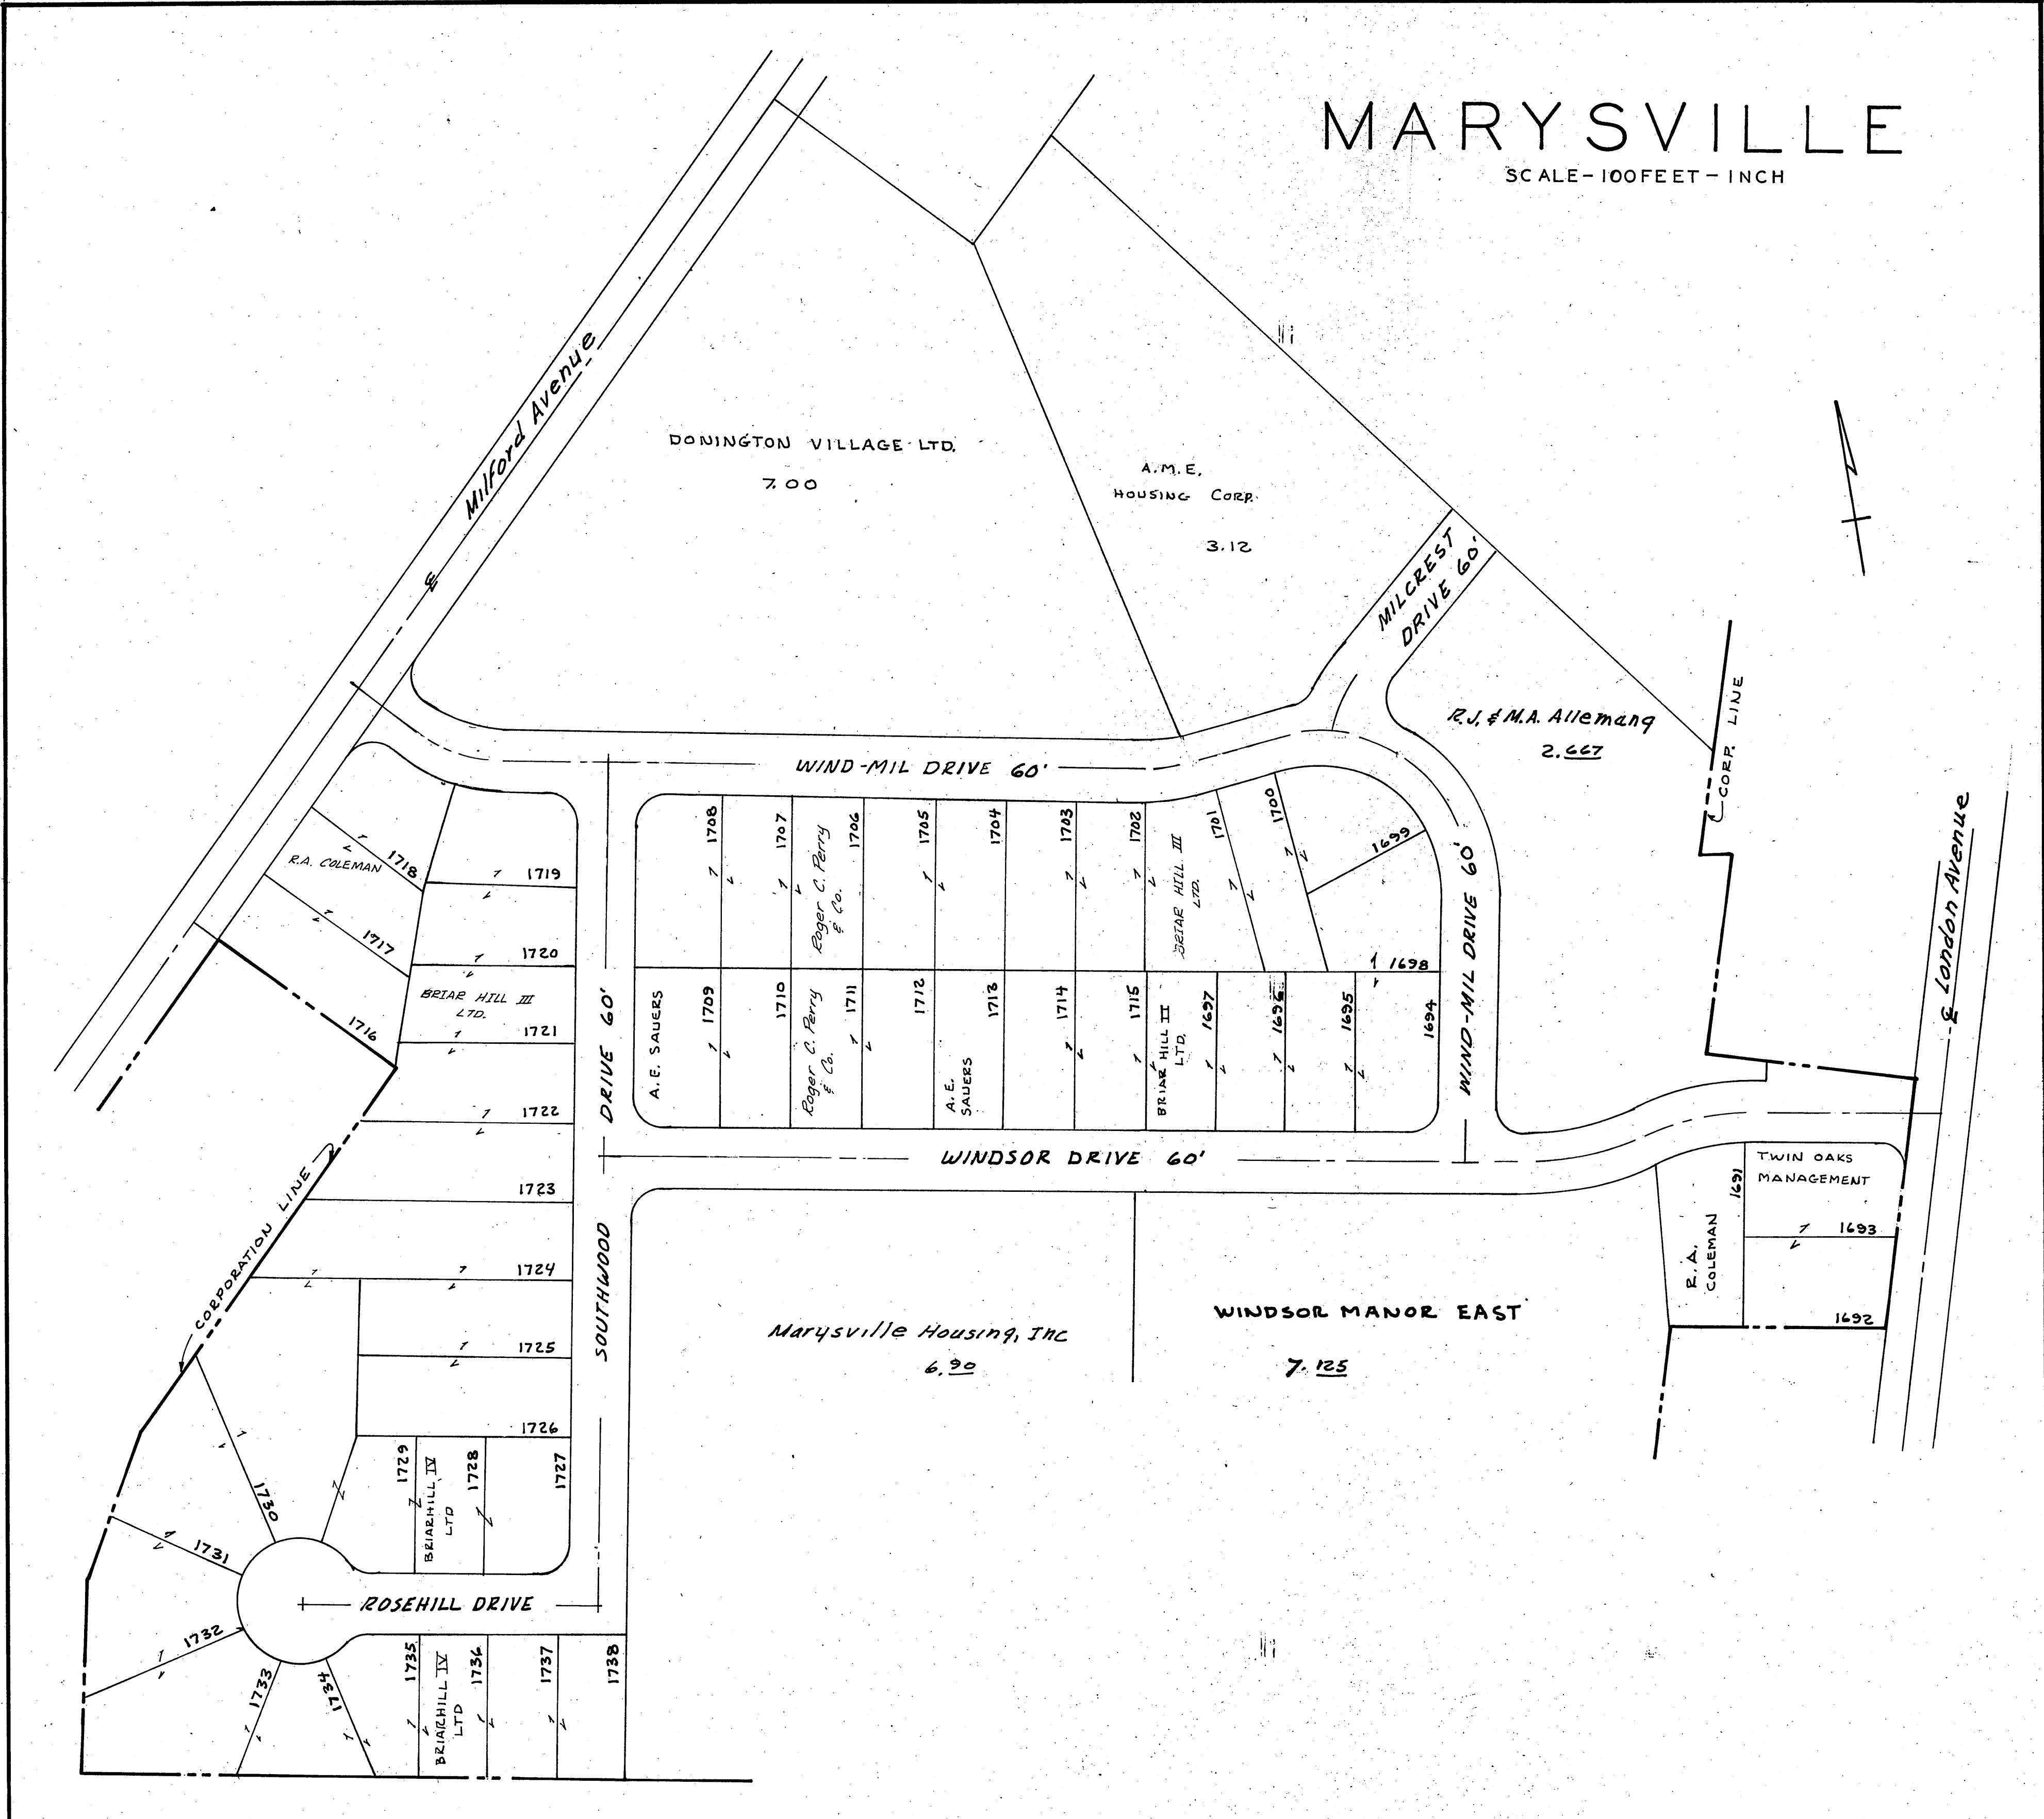 MARYSVILLE
SCALE-100FEET-INCH
Milford Avenue
℄
DONINGTON VILLAGE LTD.
7.00
A.M.E.
HOUSING CORP.
3.12
MILCREST
DRIVE 60'
R.J. & M.A. Allemang
2.667
CORP. LINE
℄ London Avenue
WIND-MIL DRIVE 60'
R.A. COLEMAN
1718
1717
1716
1719
1720
BRIAR HILL III
LTD.
1721
1722
1723
1724
1725
1726
1708
1707
Roger C. Perry
& Co.
1706
1705
1704
1703
1702
BRIAR HILL III
LTD.
1701
1700
1699
1698
WIND-MIL DRIVE 60'
A. E. SAUERS
1709
1710
Roger C. Perry
& Co.
1711
1712
A.E.
SAUERS
1713
1714
1715
BRIAR HILL III
LTD.
1697
1696
1695
1694
SOUTHWOOD
DRIVE 60'
WINDSOR DRIVE 60'
CORPORATION LINE
TWIN OAKS
MANAGEMENT
1691
1693
R. A.
COLEMAN
1692
Marysville Housing, Inc
6.90
WINDSOR MANOR EAST
7.125
1729
BRIARHILL IV
LTD
1728
1727
1730
1731
ROSEHILL DRIVE
1732
1733
1734
1735
BRIARHILL IV
LTD
1736
1737
1738